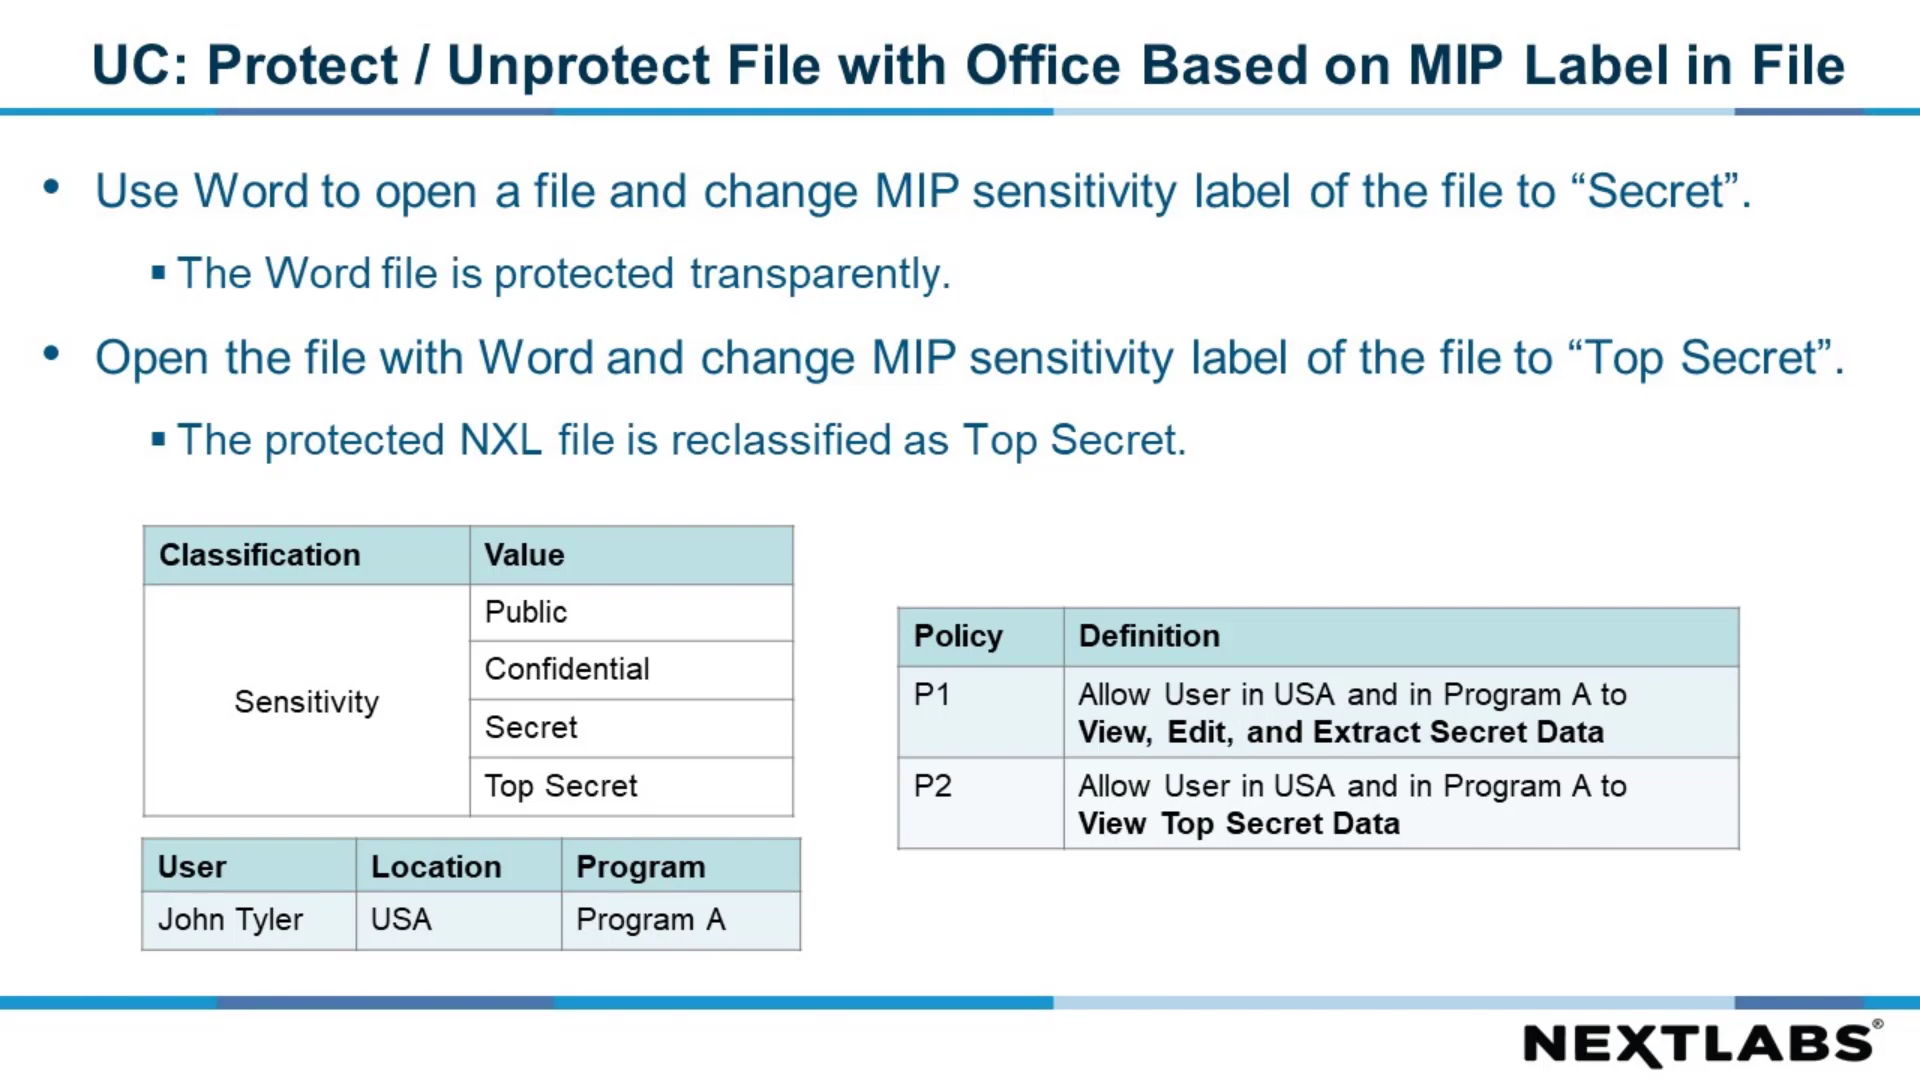 UC: Protect / Unprotect File with Office Based on MIP Label in File
• Use Word to open a file and change MIP sensitivity label of the file to “Secret”.
▪ The Word file is protected transparently.
• Open the file with Word and change MIP sensitivity label of the file to “Top Secret”.
▪ The protected NXL file is reclassified as Top Secret.
Classification Value
Sensitivity
Public
Confidential
Secret
Top Secret
User Location Program
John Tyler USA Program A
Policy Definition
P1 Allow User in USA and in Program A to
View, Edit, and Extract Secret Data
P2 Allow User in USA and in Program A to
View Top Secret Data
NEXTLABS®